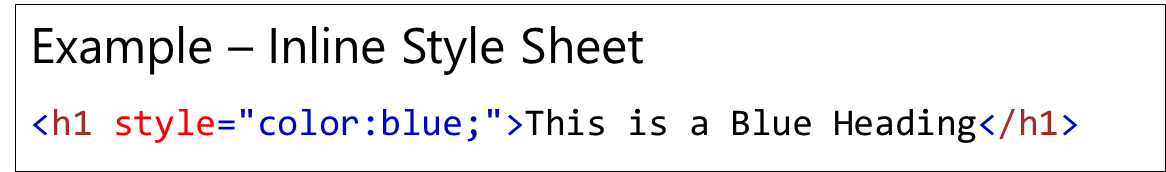 Example – Inline Style Sheet
<h1 style="color:blue;">This is a Blue Heading</h1>